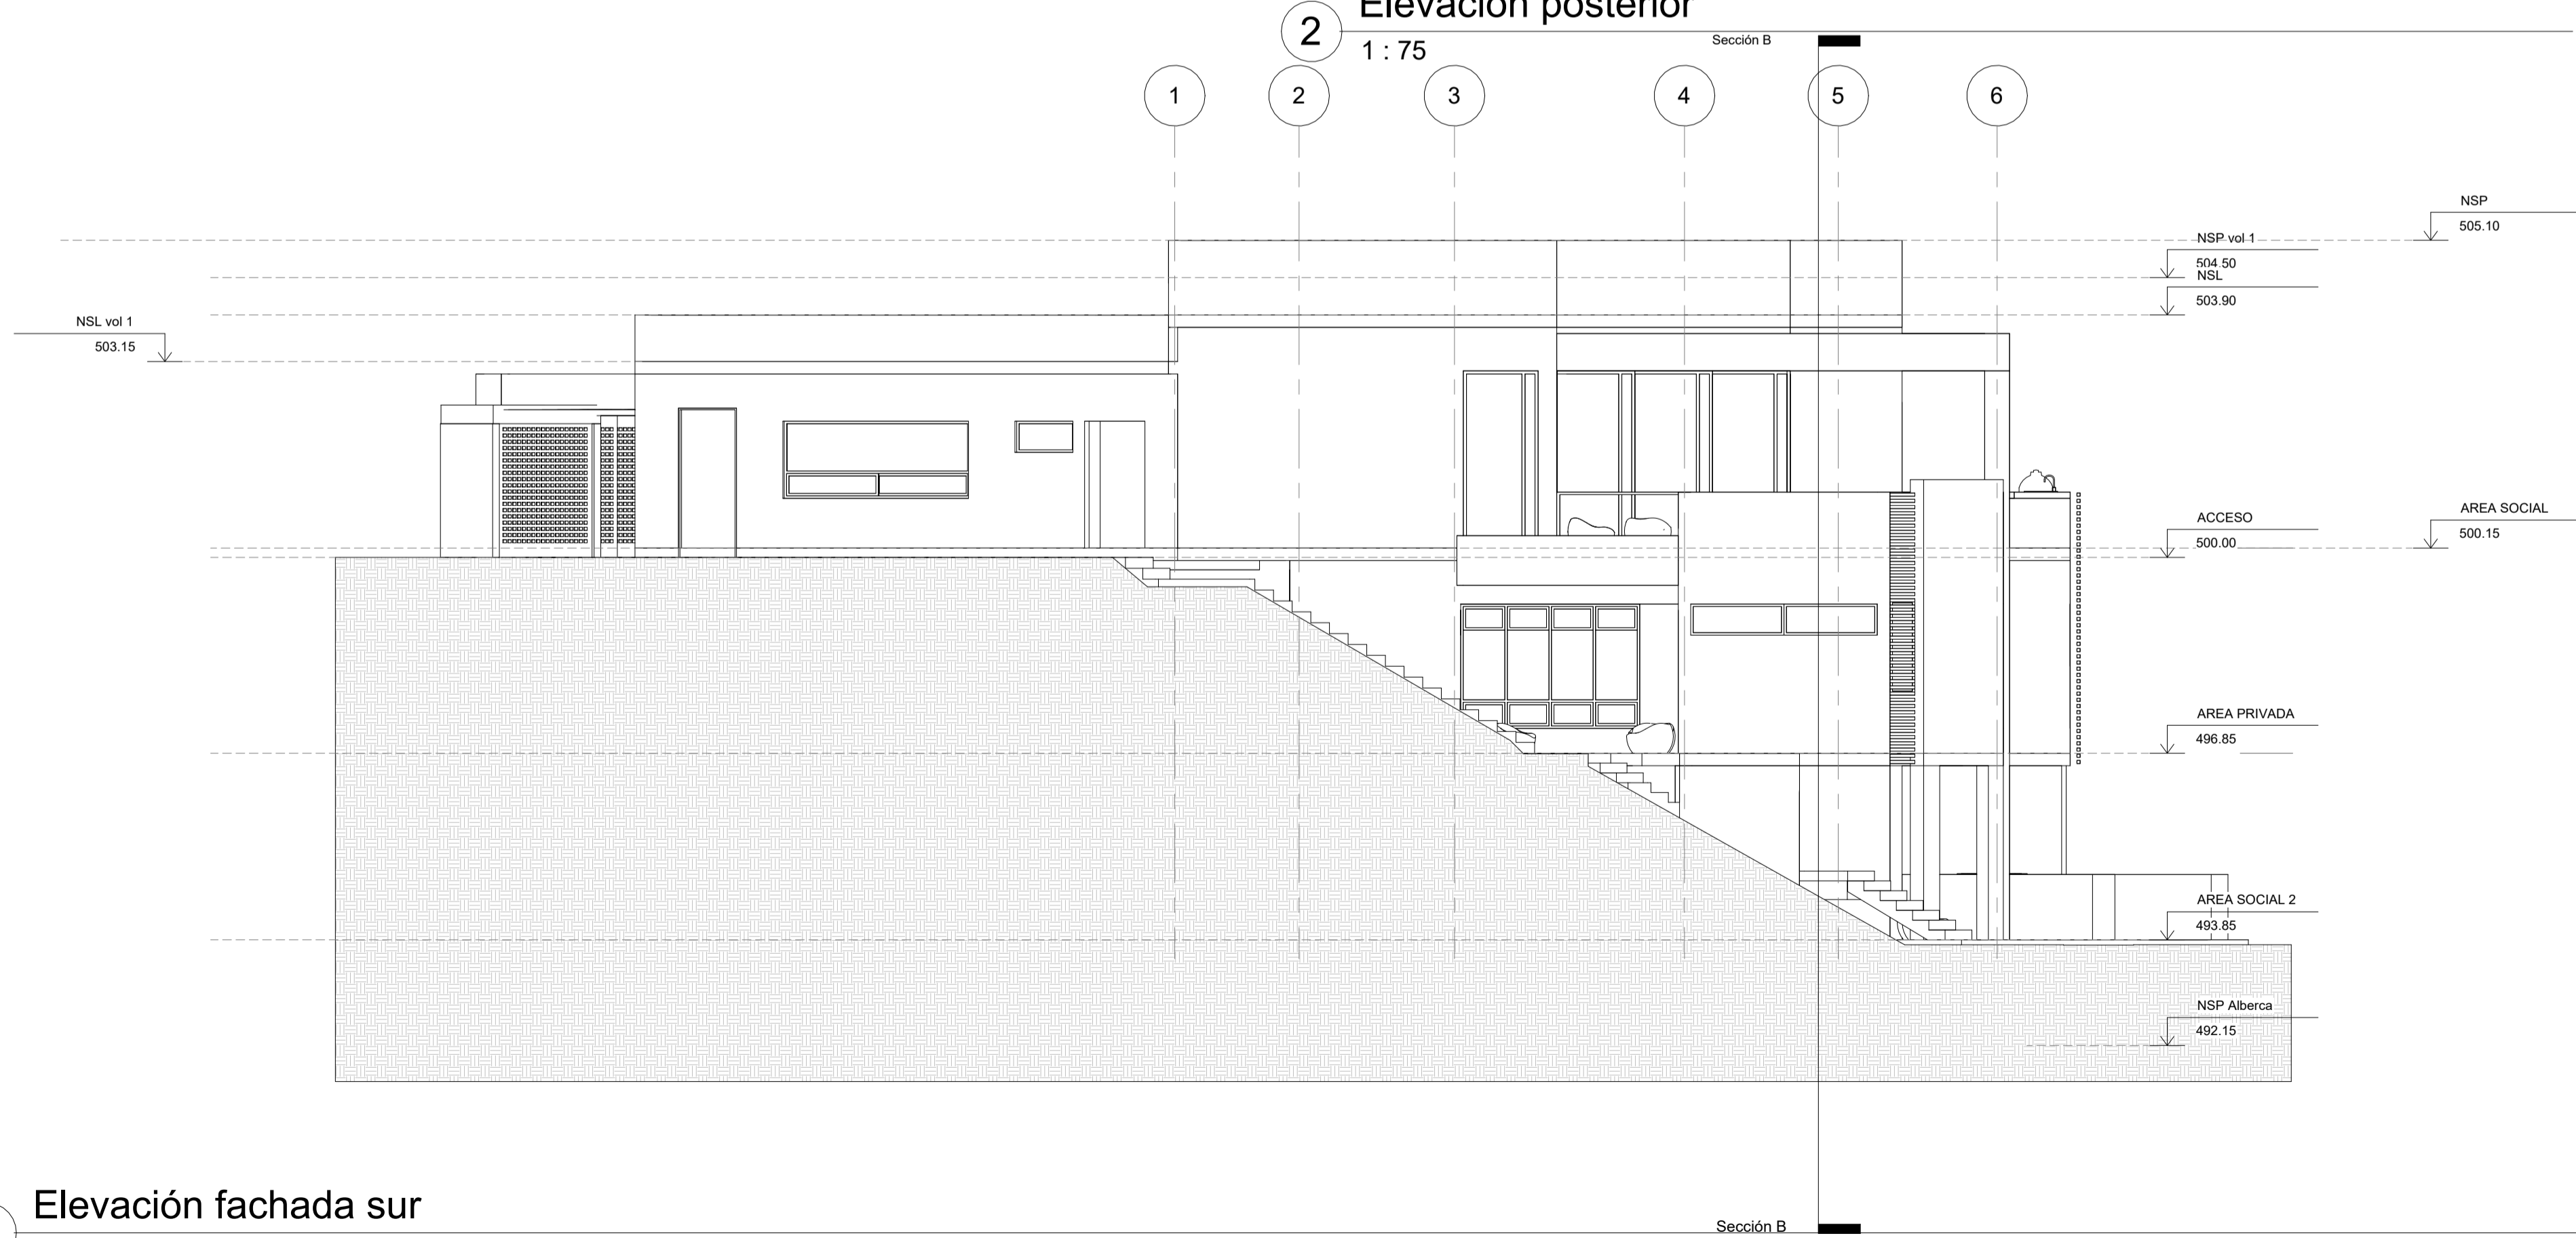 Elevación posterior
2
1 : 75
Sección B
1
2
3
4
5
6
NSP
505.10
NSP vol 1
504.50
NSL
503.90
NSL vol 1
503.15
AREA SOCIAL
500.15
ACCESO
500.00
AREA PRIVADA
496.85
AREA SOCIAL 2
493.85
NSP Alberca
492.15
Elevación fachada sur
Sección B